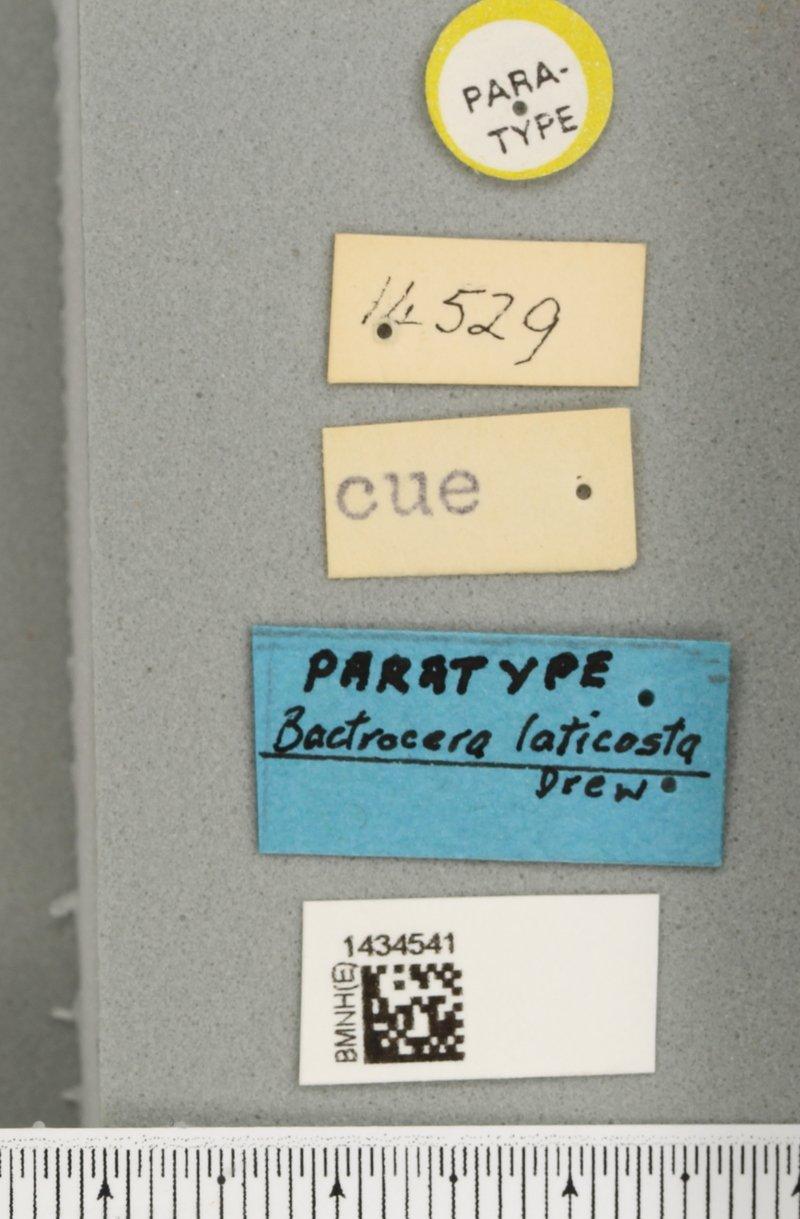 PARA-
TYPE
14529
cue
PARATYPE
Bactrocera laticosta
Drew
1434541
BMNH(E)